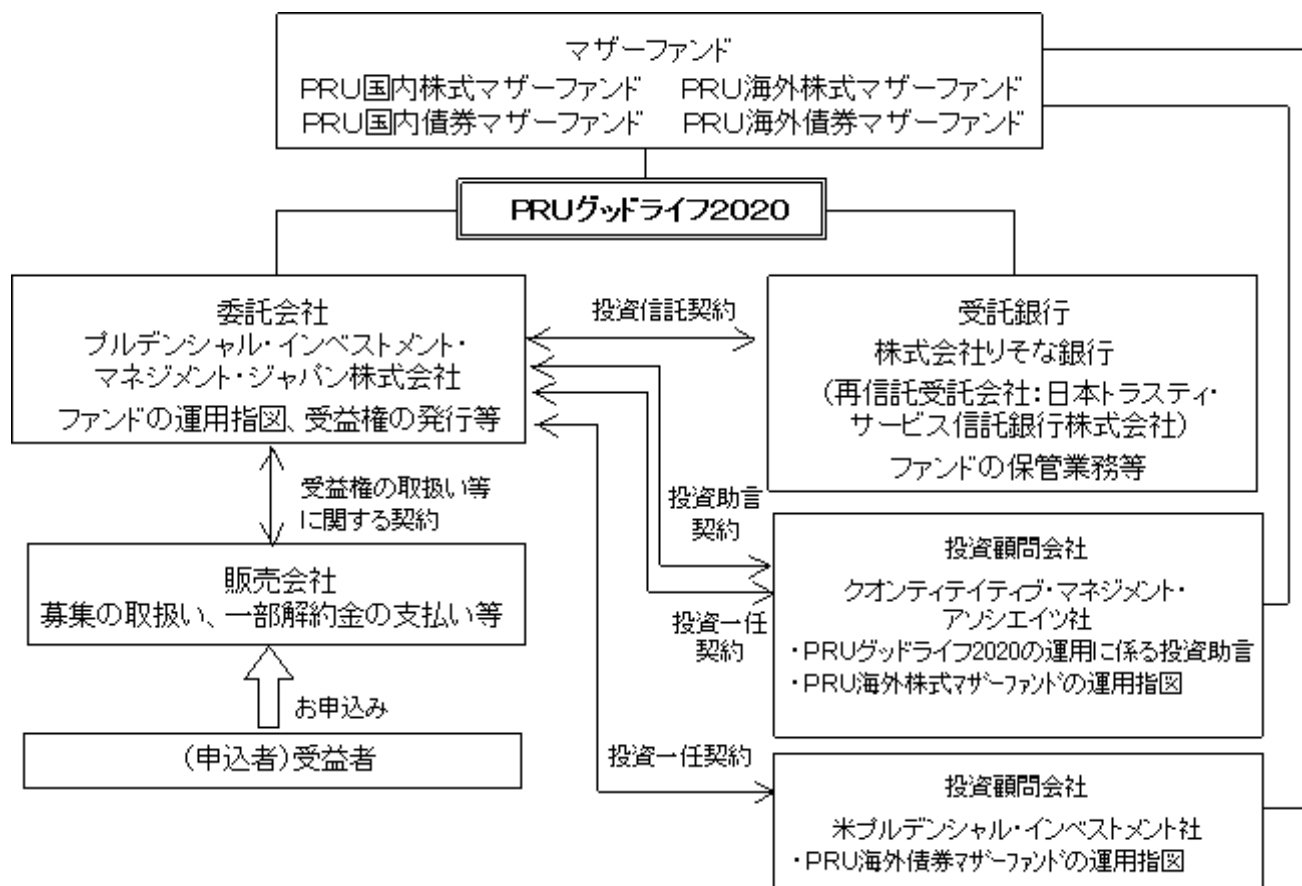 マザーファンド
PRU国内株式マザーファンド　PRU海外株式マザーファンド
PRU国内債券マザーファンド　PRU海外債券マザーファンド
PRUグッドライフ2020
委託会社
プルデンシャル・インベストメント・
マネジメント・ジャパン株式会社
ファンドの運用指図、受益権の発行等
投資信託契約
受託銀行
株式会社りそな銀行
（再信託受託会社：日本トラスティ・
サービス信託銀行株式会社）
ファンドの保管業務等
受益権の取扱い等
に関する契約
投資助言
契約
販売会社
募集の取扱い、一部解約金の支払い等
投資一任
契約
投資顧問会社
クオンティテイティブ・マネジメント・
アソシエイツ社
・PRUグッドライフ2020の運用に係る投資助言
・PRU海外株式マザーファンドの運用指図
お申込み
（申込者）受益者
投資一任契約
投資顧問会社
米プルデンシャル・インベストメント社
・PRU海外債券マザーファンドの運用指図